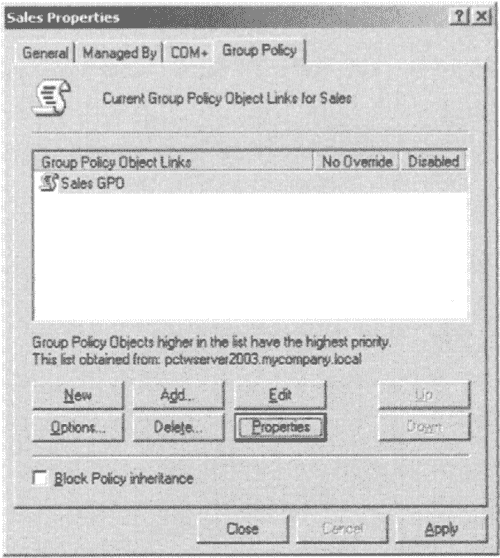 Sales Properties
General Managed By COM+ Group Policy
Current Group Policy Object Links for Sales
Group Policy Object Links No Override Disabled
Sales GPO
Group Policy Objects higher in the list have the highest priority.
This list obtained from: pctwserver2003.mycompany.local
New Add... Edit Up
Options... Delete... Properties Down
Block Policy inheritance
Close Cancel Apply